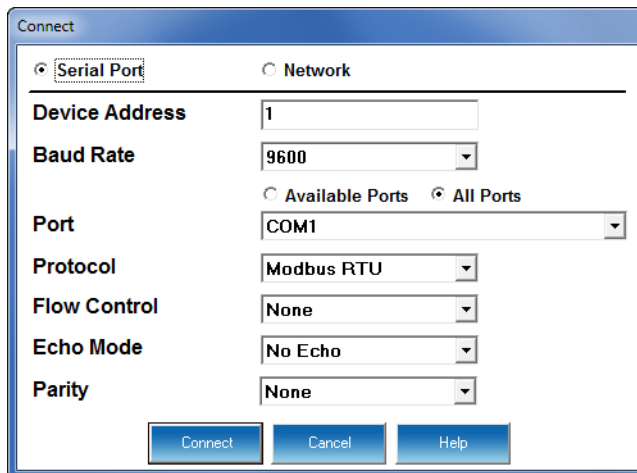 Connect
Serial Port Network
Device Address 1
Baud Rate 9600
Available Ports All Ports
Port COM1
Protocol Modbus RTU
Flow Control None
Echo Mode No Echo
Parity None
Connect Cancel Help